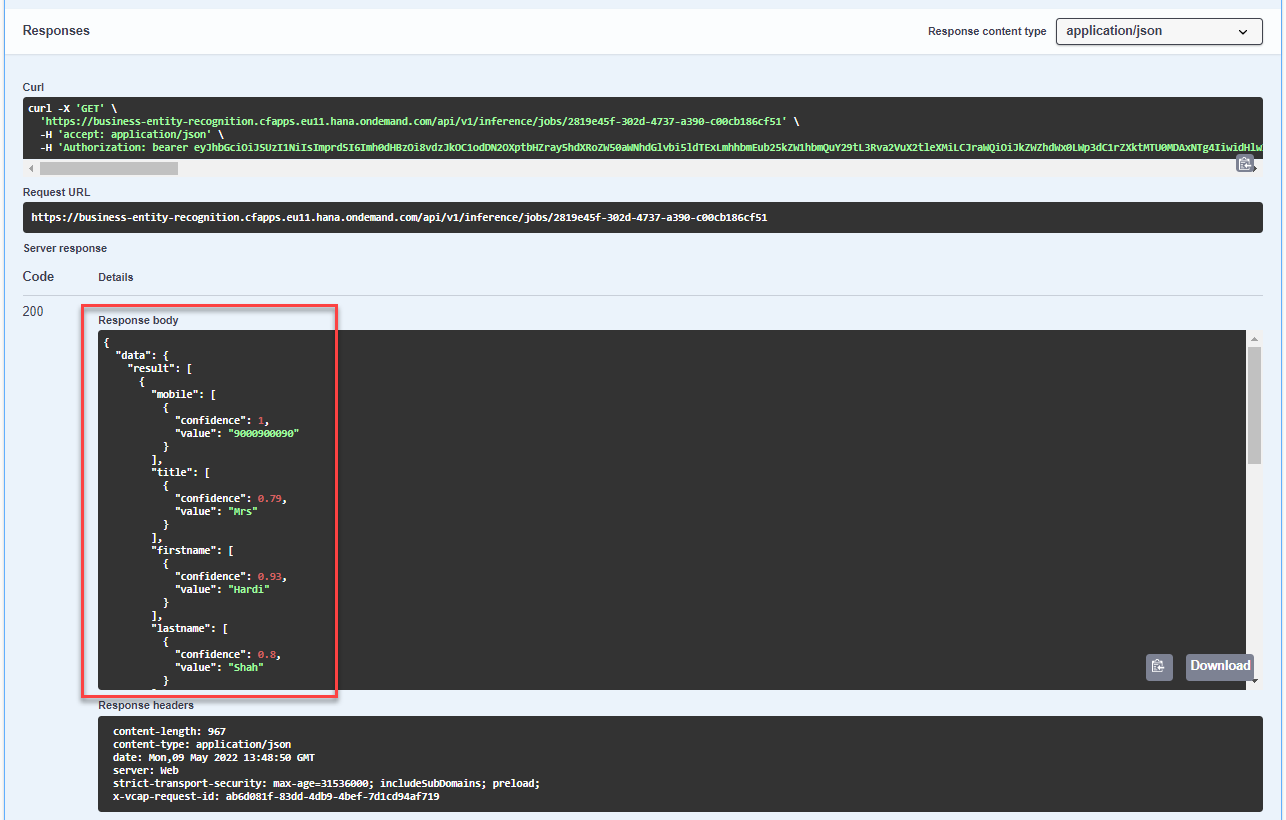 Responses
Response content type
application/json
Curl
curl -X 'GET' \
'https://business-entity-recognition.cfapps.eu11.hana.ondemand.com/api/v1/inference/jobs/2819e45f-302d-4737-a390-c00cb186cf51' \
-H 'accept: application/json' \
-H 'Authorization: bearer
Request URL
https://business-entity-recognition.cfapps.eu11.hana.ondemand.com/api/v1/inference/jobs/2819e45f-302d-4737-a390-c00cb186cf51
Server response
Code
Details
200
Response body
{
"data": {
"result": [
{
"mobile": [
{
"confidence": 1,
"value": "9000900090"
}
],
"title": [
{
"confidence": 0.79,
"value": "Mrs"
}
],
"firstname": [
{
"confidence": 0.93,
"value": "Hardi"
}
],
"lastname": [
{
"confidence": 0.8,
"value": "Shah"
}
Download
Response headers
content-length: 967
content-type: application/json
date: Mon,09 May 2022 13:48:50 GMT
server: Web
strict-transport-security: max-age=31536000; includeSubDomains; preload;
x-vcap-request-id: ab6d081f-83dd-4db9-4bef-7d1cd94af719